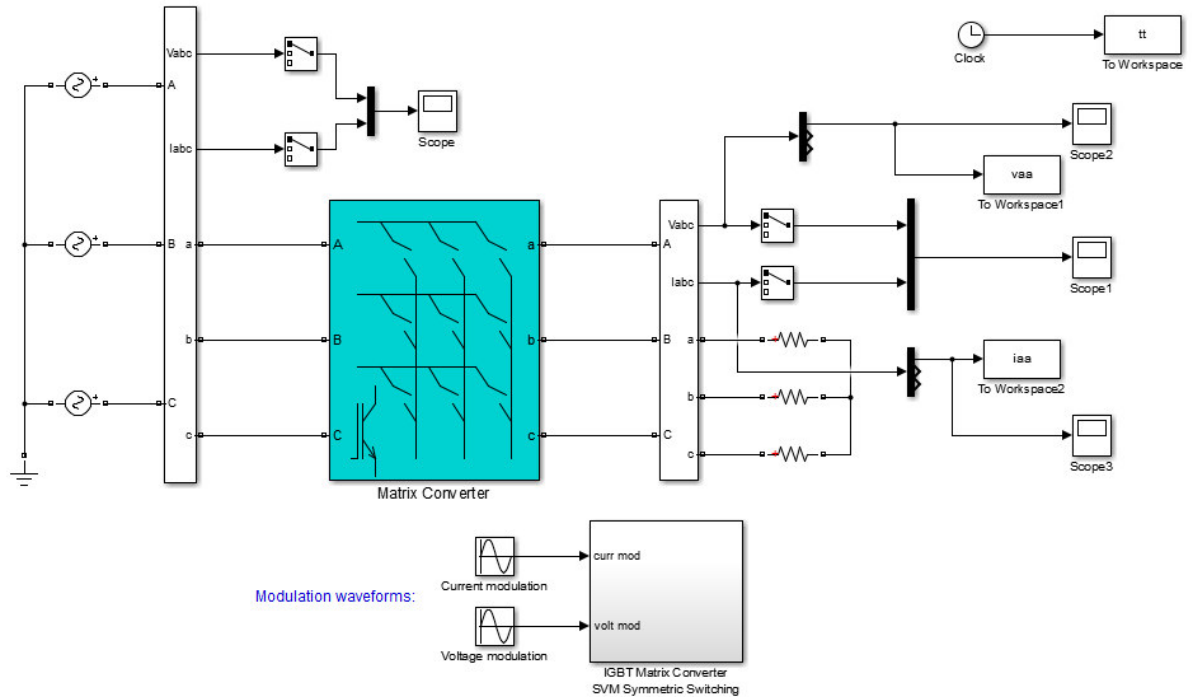 Vabc
A
Iabc
B
a
b
C
c
Scope
Matrix Converter
A
B
C
a
b
c
Clock
tt
To Workspace
Scope2
vaa
To Workspace1
Vabc
A
Iabc
B
a
b
C
c
Scope1
iaa
To Workspace2
Scope3
Modulation waveforms:
Current modulation
Voltage modulation
curr mod
volt mod
IGBT Matrix Converter
SVM Symmetric Switching